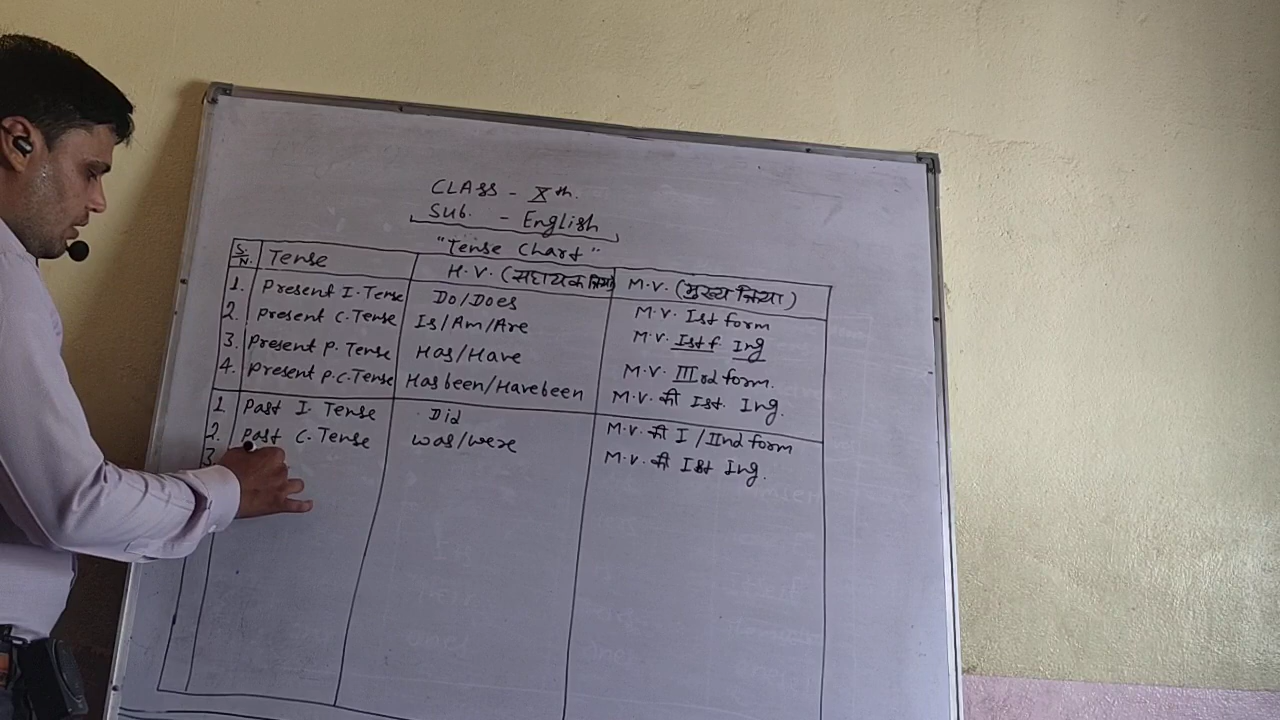 CLASS - Xth.
Sub. - English
"Tense Chart"
S.N. Tense H.V. (सहायक क्रिया) M.V. (मुख्य क्रिया)
1. Present I. Tense Do/Does M.V. Ist form
2. Present C. Tense Is/Am/Are M.V. Ist f Ing
3. Present P. Tense Has/Have M.V. IIIrd form.
4. Present P.C. Tense Has been/Have been M.V. की Ist. Ing.
1. Past I. Tense Did M.V. की I/IInd form
2. Past C. Tense Was/were M.V. की Ist Ing.
3.